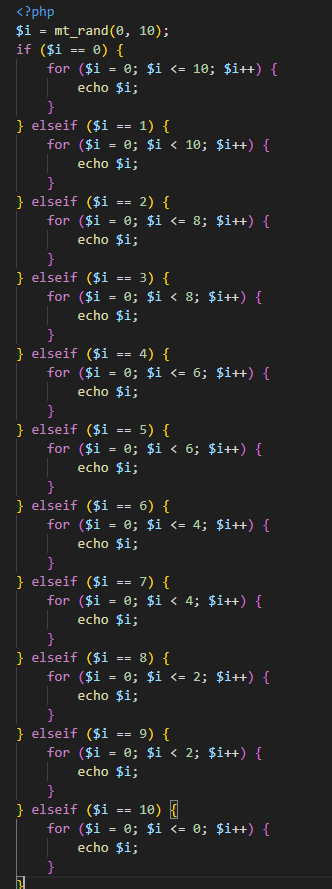 <?php
$i = mt_rand(0, 10);
if ($i == 0) {
    for ($i = 0; $i <= 10; $i++) {
        echo $i;
    }
} elseif ($i == 1) {
    for ($i = 0; $i < 10; $i++) {
        echo $i;
    }
} elseif ($i == 2) {
    for ($i = 0; $i <= 8; $i++) {
        echo $i;
    }
} elseif ($i == 3) {
    for ($i = 0; $i < 8; $i++) {
        echo $i;
    }
} elseif ($i == 4) {
    for ($i = 0; $i <= 6; $i++) {
        echo $i;
    }
} elseif ($i == 5) {
    for ($i = 0; $i < 6; $i++) {
        echo $i;
    }
} elseif ($i == 6) {
    for ($i = 0; $i <= 4; $i++) {
        echo $i;
    }
} elseif ($i == 7) {
    for ($i = 0; $i < 4; $i++) {
        echo $i;
    }
} elseif ($i == 8) {
    for ($i = 0; $i <= 2; $i++) {
        echo $i;
    }
} elseif ($i == 9) {
    for ($i = 0; $i < 2; $i++) {
        echo $i;
    }
} elseif ($i == 10) {
    for ($i = 0; $i <= 0; $i++) {
        echo $i;
    }
}